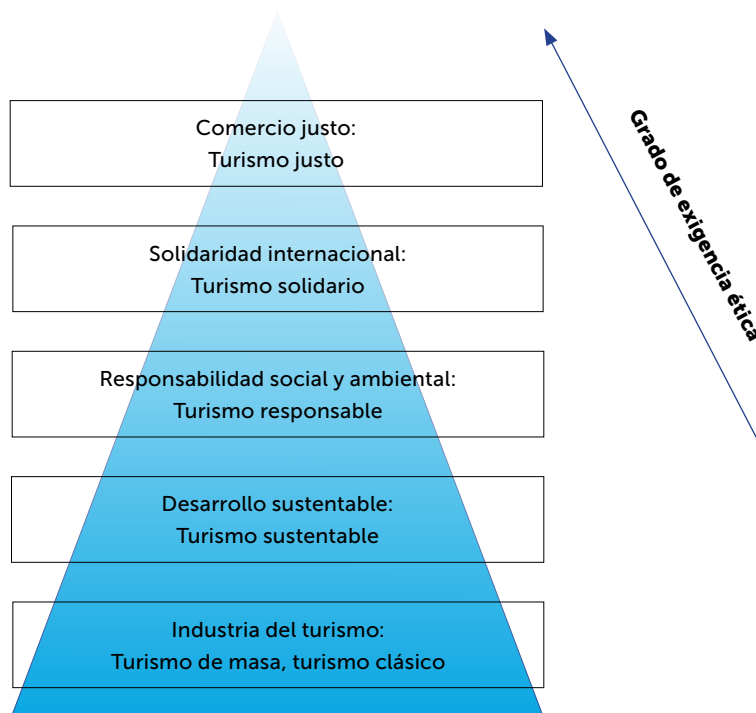 Comercio justo:
Turismo justo
Solidaridad internacional:
Turismo solidario
Responsabilidad social y ambiental:
Turismo responsable
Desarrollo sustentable:
Turismo sustentable
Industria del turismo:
Turismo de masa, turismo clásico
Grado de exigencia ética